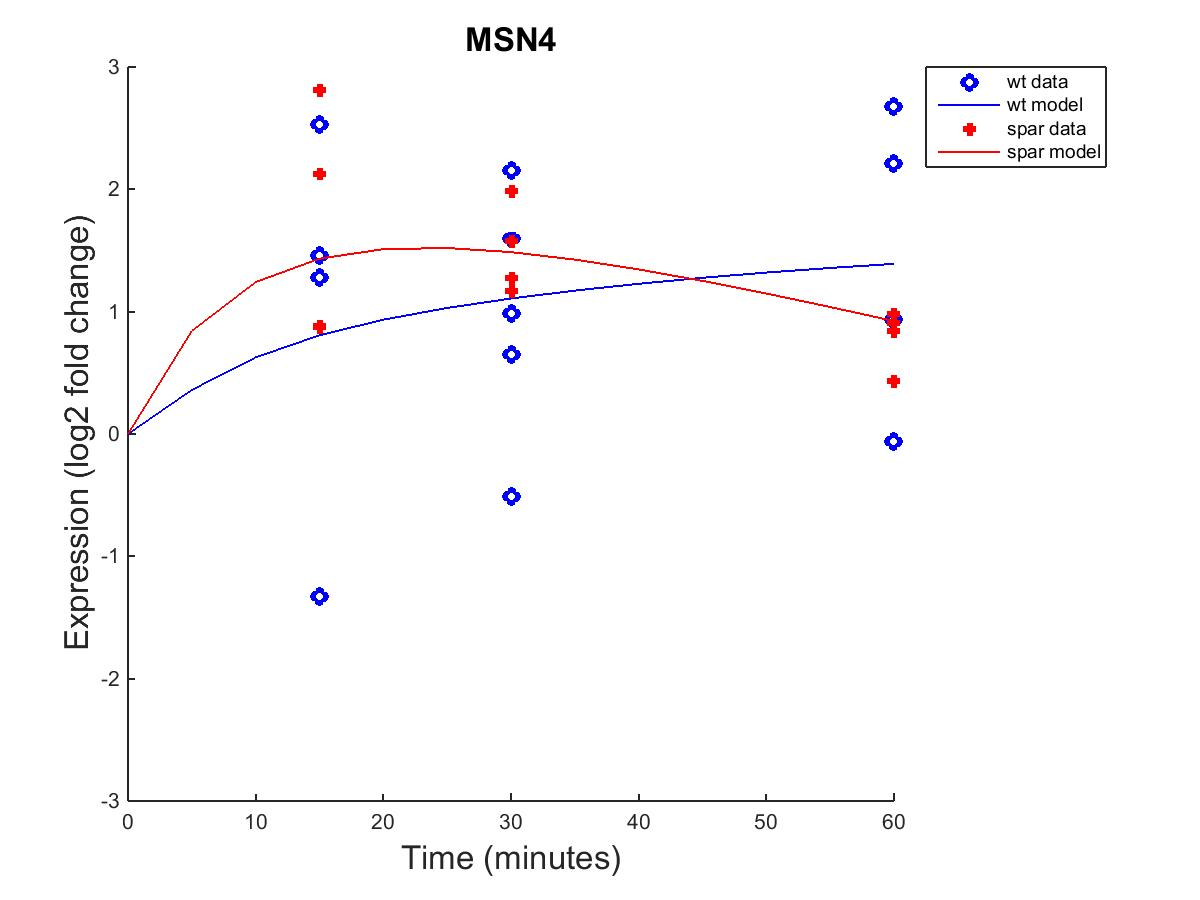 MSN4
3
2
1
0
-1
-2
-3
Expression (log2 fold change)
0 10 20 30 40 50 60
Time (minutes)
wt data
wt model
spar data
spar model